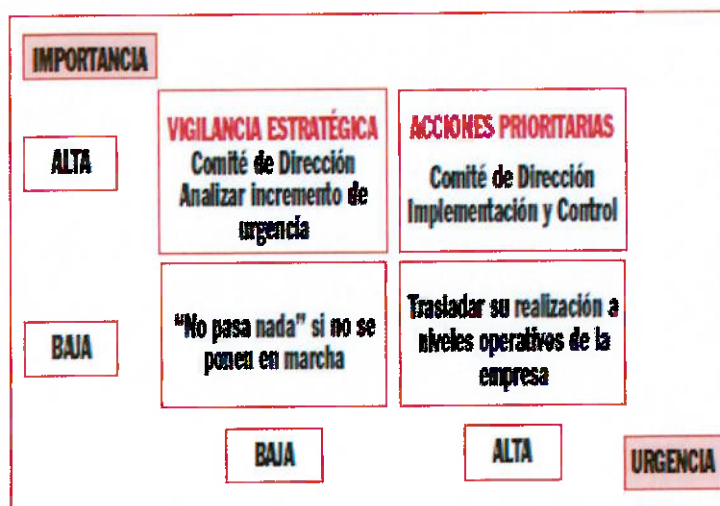 IMPORTANCIA
ALTA
VIGILANCIA ESTRATÉGICA
Comité de Dirección
Analizar incremento de
urgencia
ACCIONES PRIORITARIAS
Comité de Dirección
Implementación y Control
BAJA
“No pasa nada” si no se
ponen en marcha
Trasladar su realización a
niveles operativos de la
empresa
BAJA
ALTA
URGENCIA